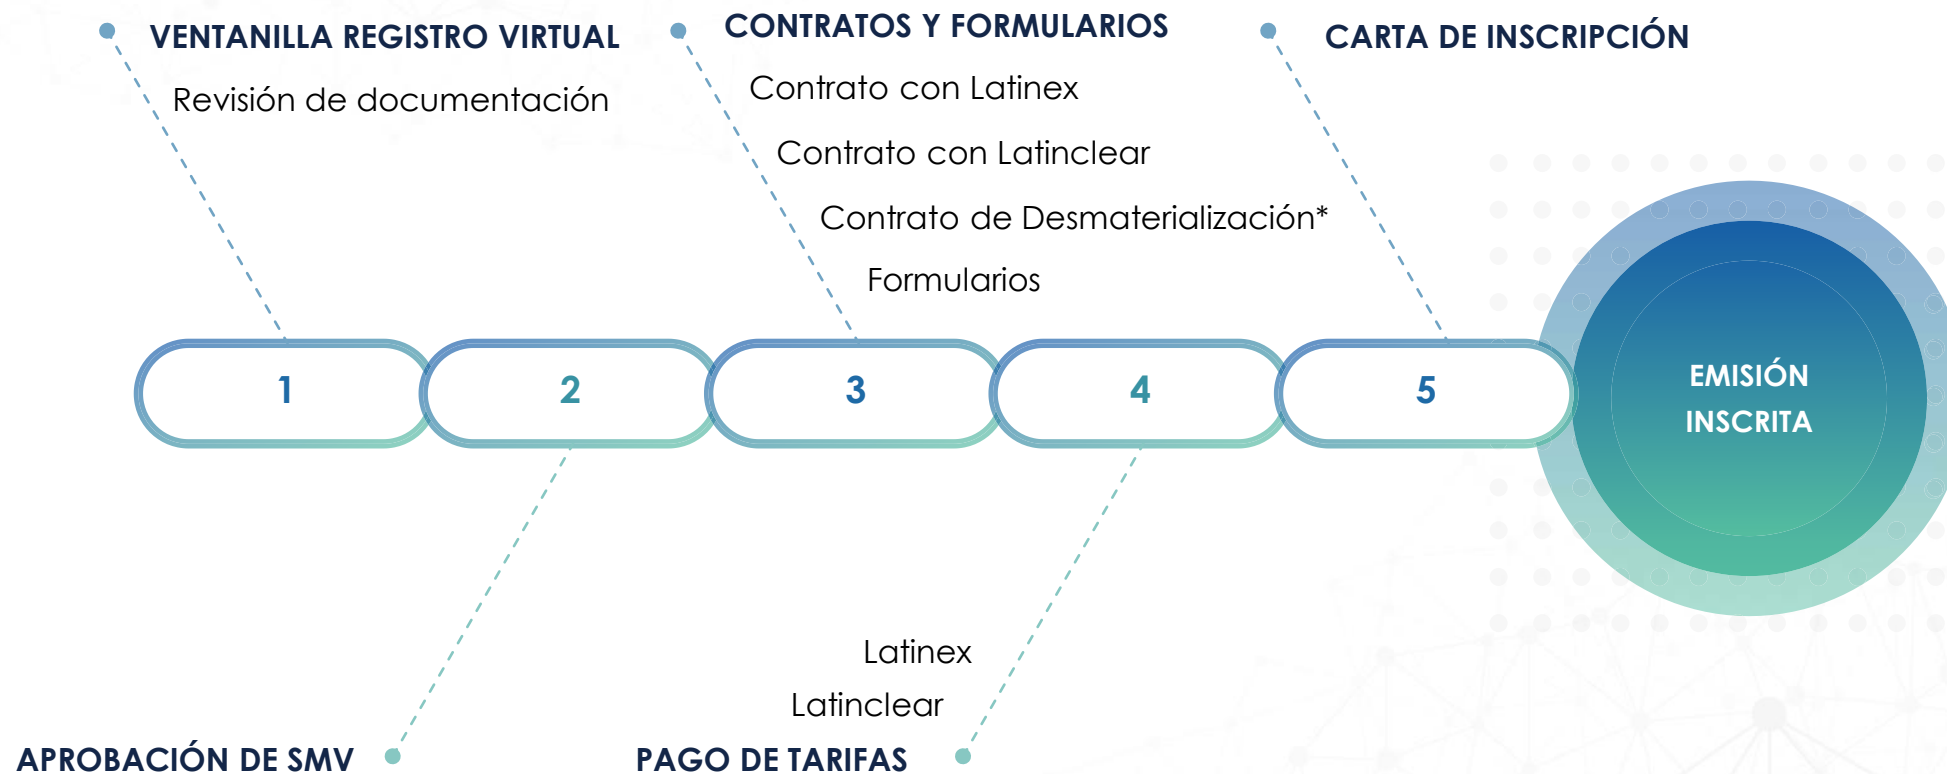 VENTANILLA REGISTRO VIRTUAL
Revisión de documentación
CONTRATOS Y FORMULARIOS
Contrato con Latinex
Contrato con Latinclear
Contrato de Desmaterialización*
Formularios
CARTA DE INSCRIPCIÓN
1
2
3
4
5
EMISIÓN
INSCRITA
APROBACIÓN DE SMV
Latinex
Latinclear
PAGO DE TARIFAS